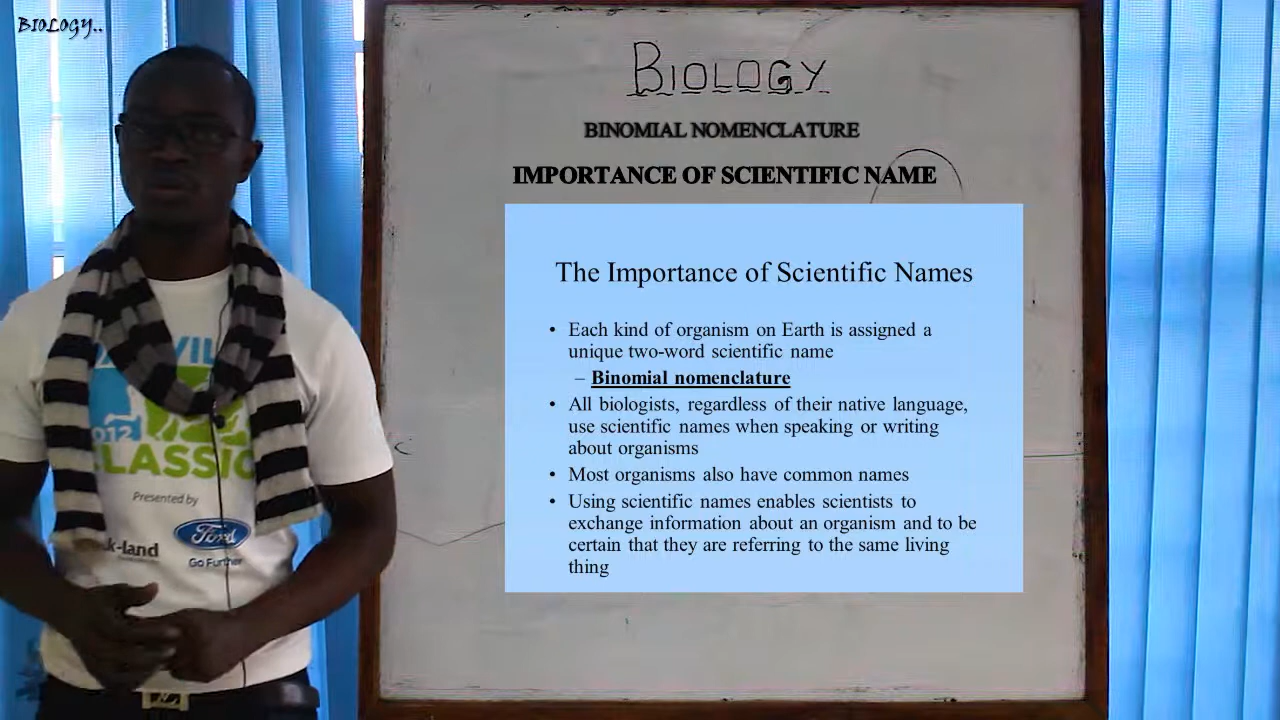 BIOLOGY..
BIOLOGY
BINOMIAL NOMENCLATURE
IMPORTANCE OF SCIENTIFIC NAME
The Importance of Scientific Names
• Each kind of organism on Earth is assigned a
unique two-word scientific name
– Binomial nomenclature
• All biologists, regardless of their native language,
use scientific names when speaking or writing
about organisms
• Most organisms also have common names
• Using scientific names enables scientists to
exchange information about an organism and to be
certain that they are referring to the same living
thing
CLASSIC
Presented by
Ford
Go Further